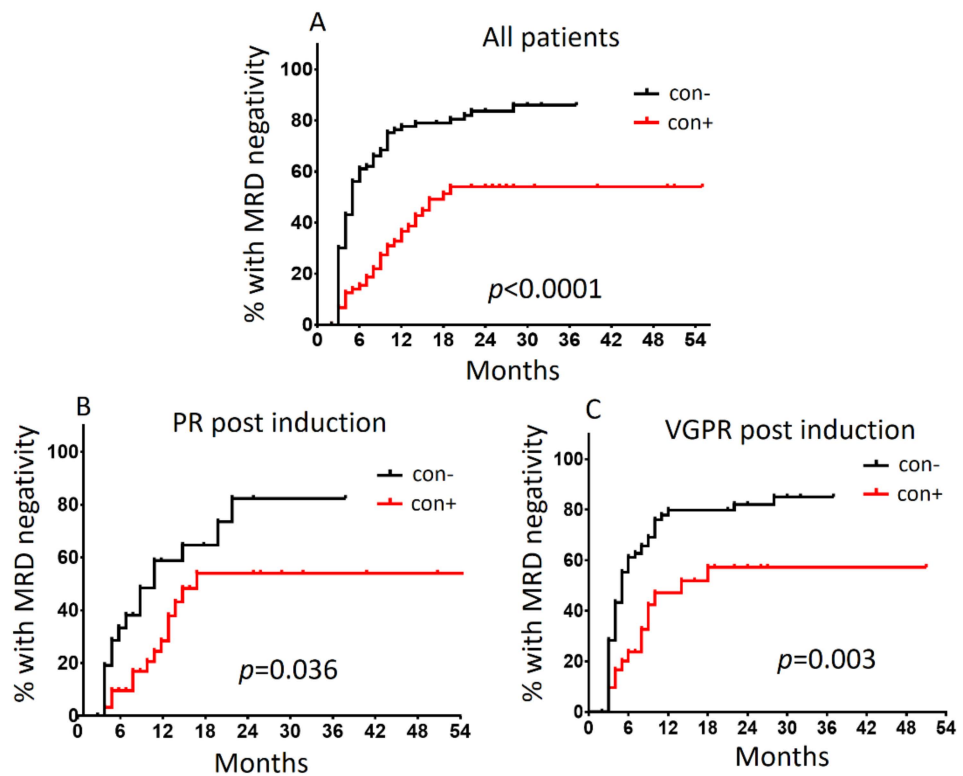 A
All patients
% with MRD negativity
100
80
60
40
20
0
con-
con+
p<0.0001
0 6 12 18 24 30 36 42 48 54
Months
B
PR post induction
% with MRD negativity
100
80
60
40
20
0
con-
con+
p=0.036
0 6 12 18 24 30 36 42 48 54
Months
C
VGPR post induction
% with MRD negativity
100
80
60
40
20
0
con-
con+
p=0.003
0 6 12 18 24 30 36 42 48 54
Months